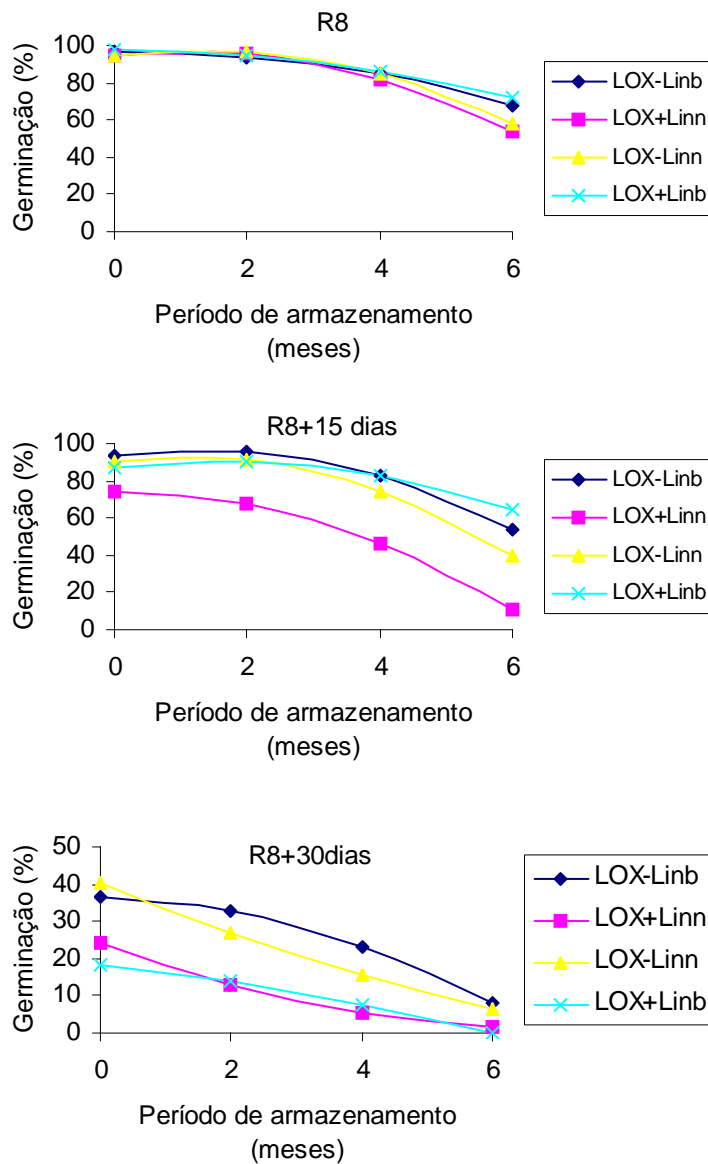 R8
Germinação (%)
100
80
60
40
20
0
0 2 4 6
Período de armazenamento
(meses)
LOX-Linb
LOX+Linn
LOX-Linn
LOX+Linb
R8+15 dias
Germinação (%)
100
80
60
40
20
0
0 2 4 6
Período de armazenamento
(meses)
LOX-Linb
LOX+Linn
LOX-Linn
LOX+Linb
R8+30dias
Germinação (%)
50
40
30
20
10
0
0 2 4 6
Período de armazenamento
(meses)
LOX-Linb
LOX+Linn
LOX-Linn
LOX+Linb